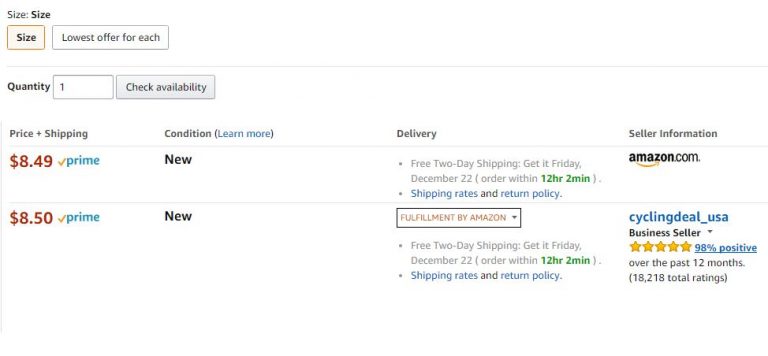 Size: Size
Size Lowest offer for each
Quantity 1 Check availability
Price + Shipping Condition (Learn more) Delivery Seller Information
$8.49 prime New
Free Two-Day Shipping: Get it Friday,
December 22 ( order within 12hr 2min ) .
Shipping rates and return policy.
amazon.com.
$8.50 prime New
FULFILLMENT BY AMAZON
Free Two-Day Shipping: Get it Friday,
December 22 ( order within 12hr 2min ) .
Shipping rates and return policy.
cyclingdeal_usa
Business Seller
98% positive
over the past 12 months.
(18,218 total ratings)